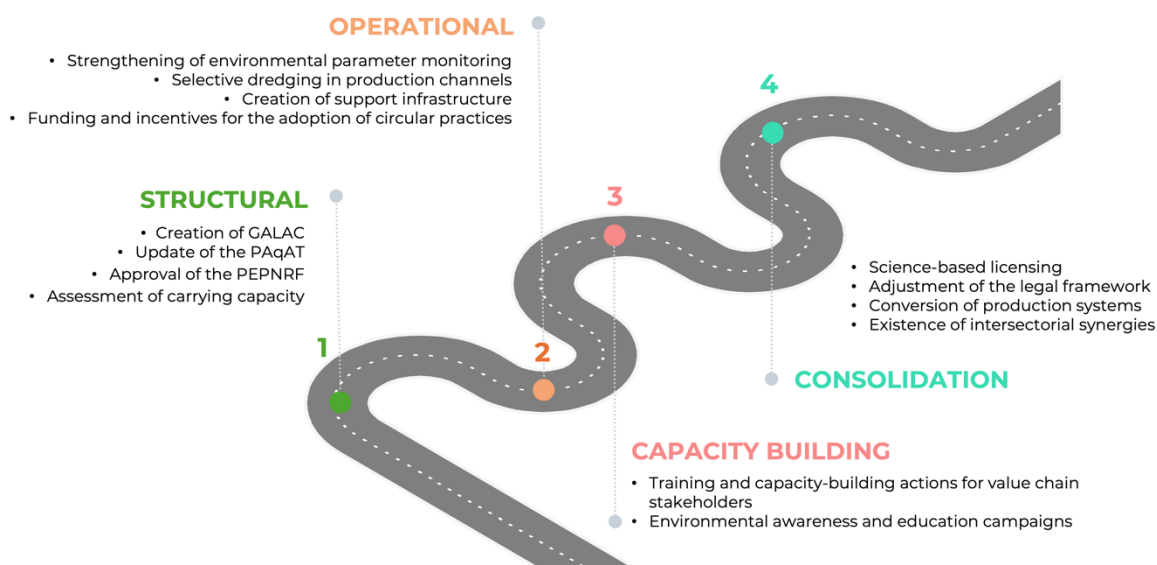 OPERATIONAL
• Strengthening of environmental parameter monitoring
• Selective dredging in production channels
• Creation of support infrastructure
• Funding and incentives for the adoption of circular practices
4
STRUCTURAL
• Creation of GALAC
• Update of the PAqAT
• Approval of the PEPNRF
• Assessment of carrying capacity
3
• Science-based licensing
• Adjustment of the legal framework
• Conversion of production systems
• Existence of intersectorial synergies
1
2
CONSOLIDATION
CAPACITY BUILDING
• Training and capacity-building actions for value chain
stakeholders
• Environmental awareness and education campaigns